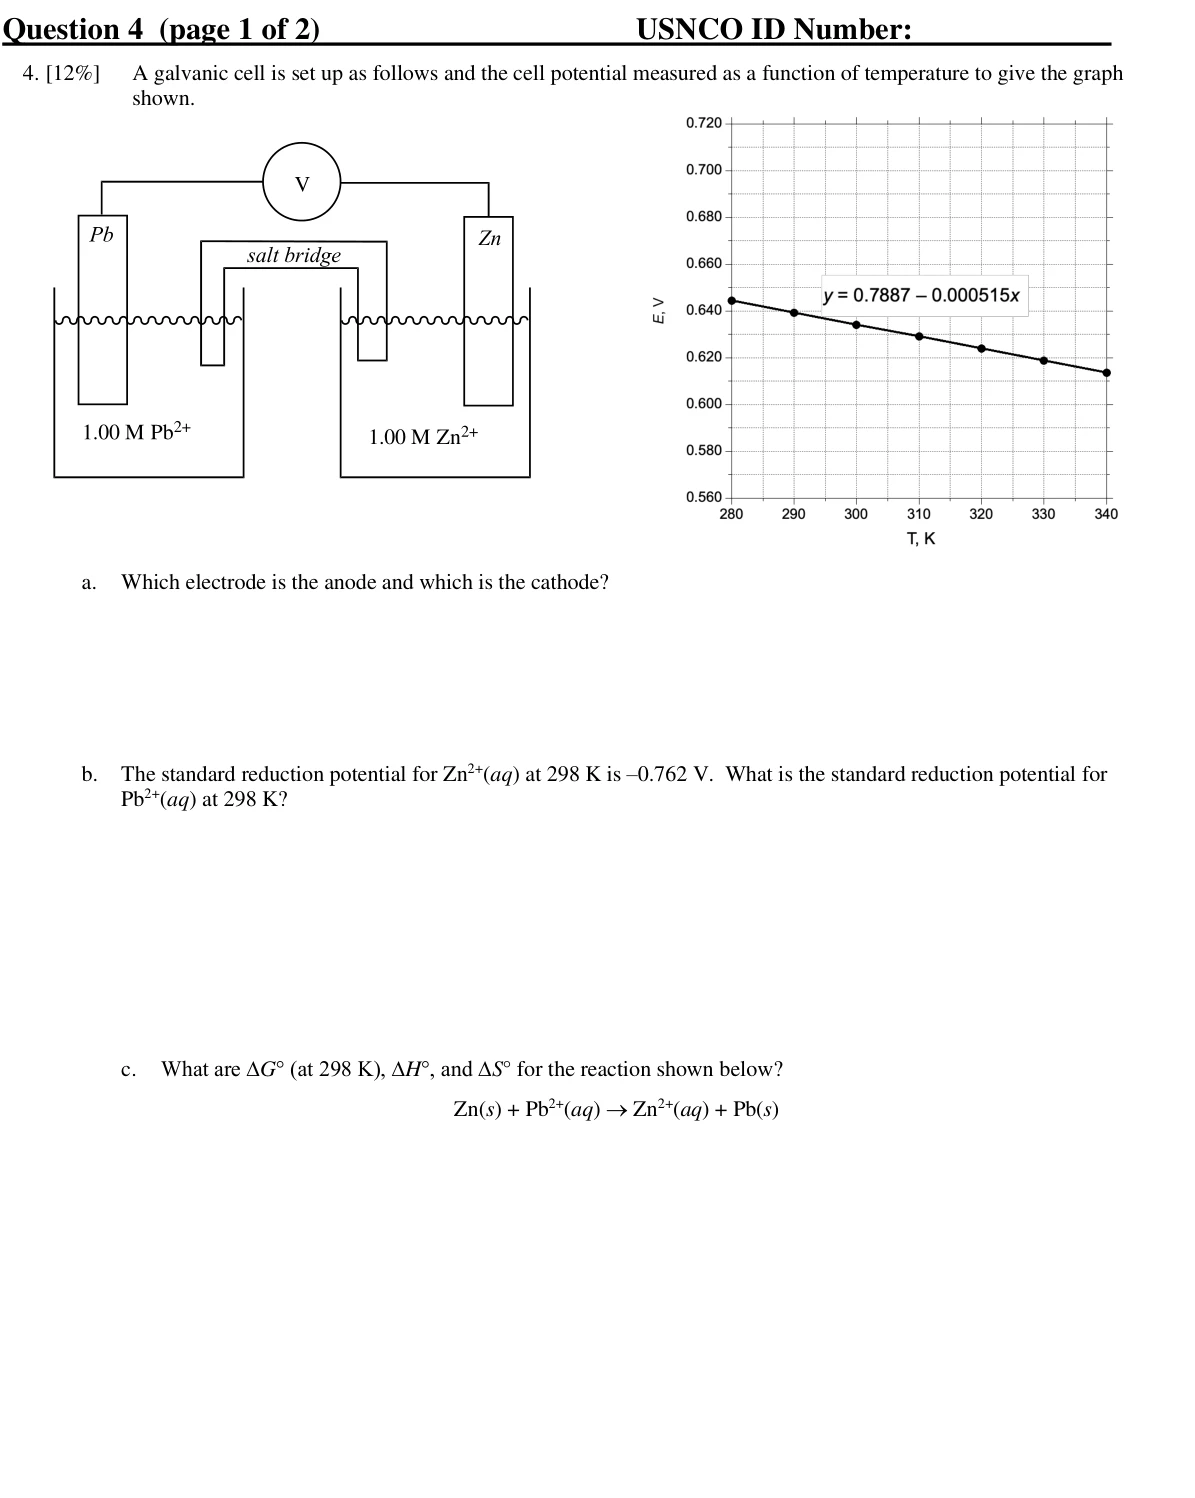 Question 4 (page 1 of 2) USNCO ID Number:
4. [12%] A galvanic cell is set up as follows and the cell potential measured as a function of temperature to give the graph
shown.
V
Pb
Zn
salt bridge
1.00 M Pb²⁺
1.00 M Zn²⁺
0.720
0.700
0.680
0.660
0.640
0.620
0.600
0.580
0.560
E, V
y = 0.7887 – 0.000515x
280 290 300 310 320 330 340
T, K
a. Which electrode is the anode and which is the cathode?
b. The standard reduction potential for Zn²⁺(aq) at 298 K is –0.762 V. What is the standard reduction potential for
Pb²⁺(aq) at 298 K?
c. What are ΔG° (at 298 K), ΔH°, and ΔS° for the reaction shown below?
Zn(s) + Pb²⁺(aq) → Zn²⁺(aq) + Pb(s)